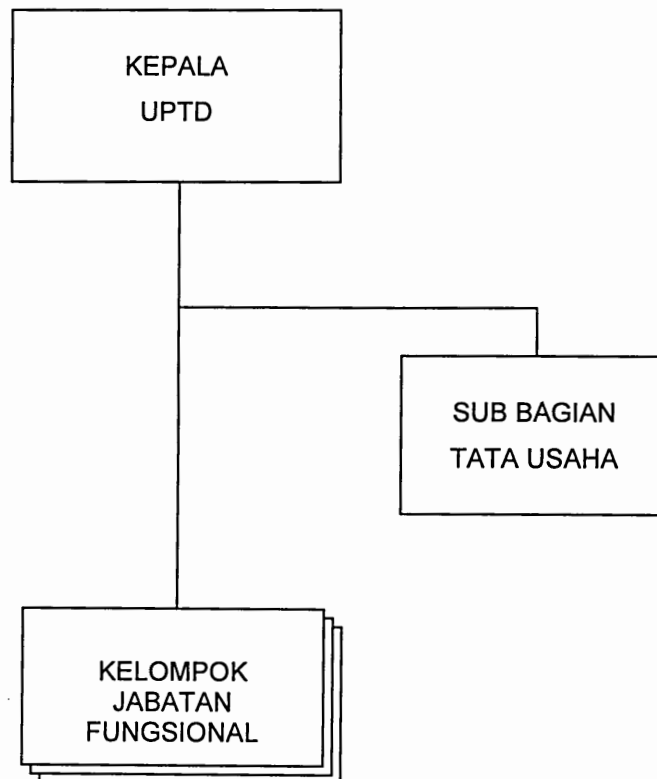 KEPALA
UPTD
SUB BAGIAN
TATA USAHA
KELOMPOK
JABATAN
FUNGSIONAL